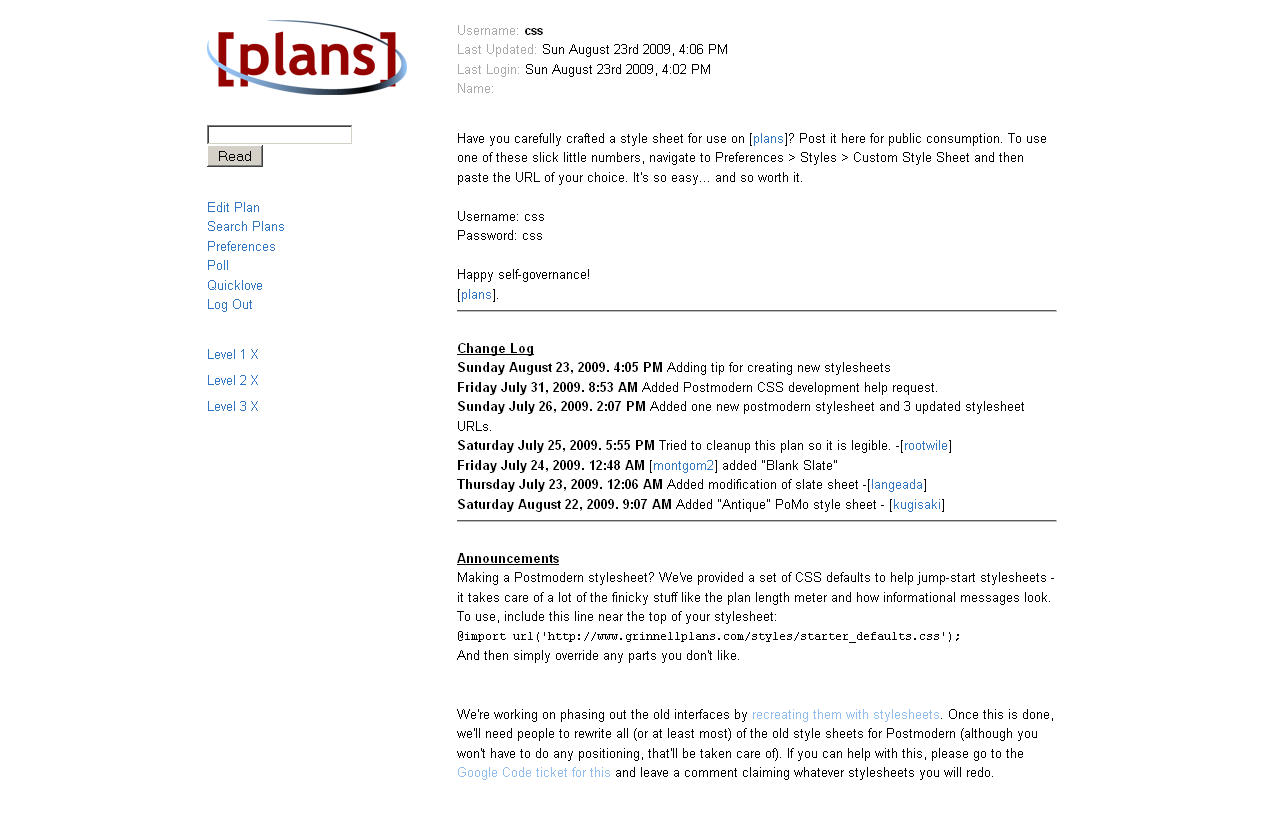 [plans]
Read
Edit Plan
Search Plans
Preferences
Poll
Quicklove
Log Out
Level 1 X
Level 2 X
Level 3 X
Username: css
Last Updated: Sun August 23rd 2009, 4:06 PM
Last Login: Sun August 23rd 2009, 4:02 PM
Name:
Have you carefully crafted a style sheet for use on [plans]? Post it here for public consumption. To use
one of these slick little numbers, navigate to Preferences > Styles > Custom Style Sheet and then
paste the URL of your choice. It's so easy... and so worth it.
Username: css
Password: css
Happy self-governance!
[plans].
Change Log
Sunday August 23, 2009. 4:05 PM Adding tip for creating new stylesheets
Friday July 31, 2009. 8:53 AM Added Postmodern CSS development help request.
Sunday July 26, 2009. 2:07 PM Added one new postmodern stylesheet and 3 updated stylesheet
URLs.
Saturday July 25, 2009. 5:55 PM Tried to cleanup this plan so it is legible. -[rootwile]
Friday July 24, 2009. 12:48 AM [montgom2] added "Blank Slate"
Thursday July 23, 2009. 12:06 AM Added modification of slate sheet -[langeada]
Saturday August 22, 2009. 9:07 AM Added "Antique" PoMo style sheet - [kugisaki]
Announcements
Making a Postmodern stylesheet? We've provided a set of CSS defaults to help jump-start stylesheets -
it takes care of a lot of the finicky stuff like the plan length meter and how informational messages look.
To use, include this line near the top of your stylesheet:
@import url('http://www.grinnellplans.com/styles/starter_defaults.css');
And then simply override any parts you don't like.
We're working on phasing out the old interfaces by recreating them with stylesheets. Once this is done,
we'll need people to rewrite all (or at least most) of the old style sheets for Postmodern (although you
won't have to do any positioning, that'll be taken care of). If you can help with this, please go to the
Google Code ticket for this and leave a comment claiming whatever stylesheets you will redo.